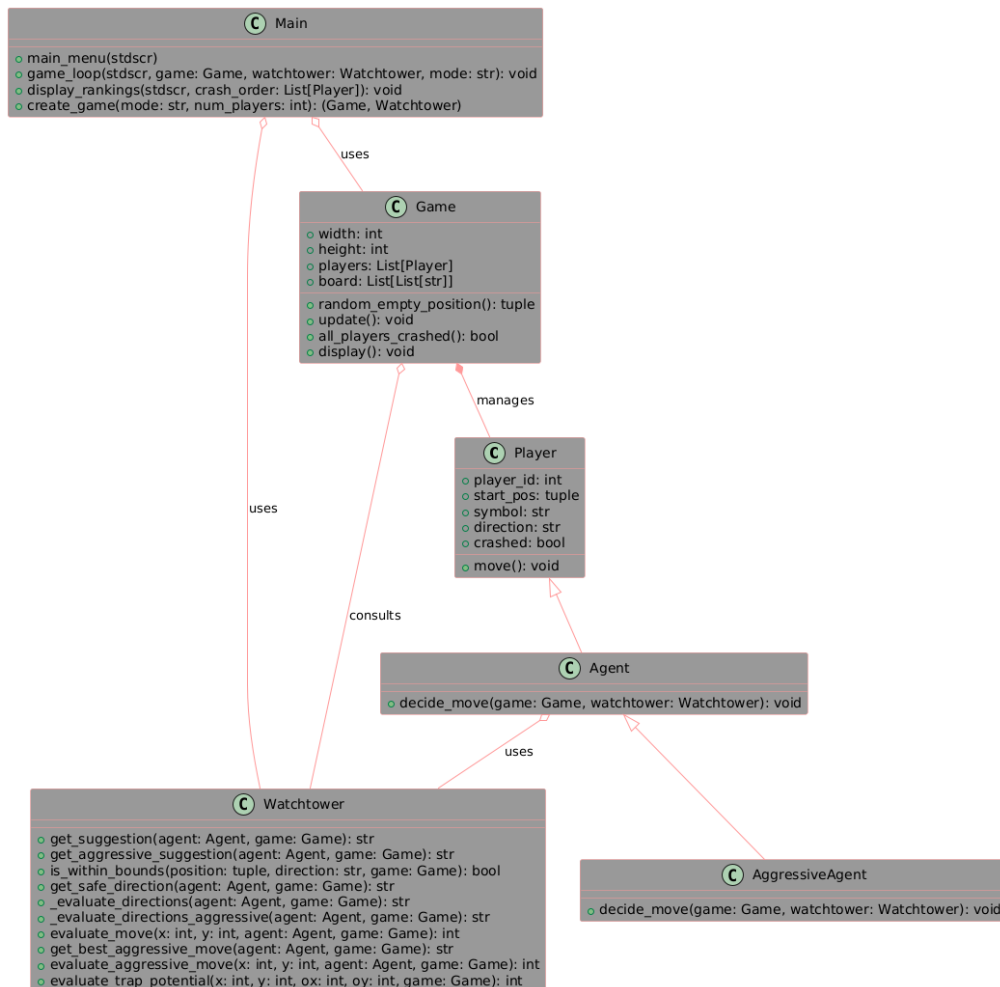 C Main
main_menu(stdscr)
game_loop(stdscr, game: Game, watchtower: Watchtower, mode: str): void
display_rankings(stdscr, crash_order: List[Player]): void
create_game(mode: str, num_players: int): (Game, Watchtower)
uses
C Game
width: int
height: int
players: List[Player]
board: List[List[str]]
random_empty_position(): tuple
update(): void
all_players_crashed(): bool
display(): void
manages
C Player
player_id: int
start_pos: tuple
symbol: str
direction: str
crashed: bool
move(): void
uses
consults
C Agent
decide_move(game: Game, watchtower: Watchtower): void
uses
C Watchtower
get_suggestion(agent: Agent, game: Game): str
get_aggressive_suggestion(agent: Agent, game: Game): str
is_within_bounds(position: tuple, direction: str, game: Game): bool
get_safe_direction(agent: Agent, game: Game): str
_evaluate_directions(agent: Agent, game: Game): str
_evaluate_directions_aggressive(agent: Agent, game: Game): str
evaluate_move(x: int, y: int, agent: Agent, game: Game): int
get_best_aggressive_move(agent: Agent, game: Game): str
evaluate_aggressive_move(x: int, y: int, agent: Agent, game: Game): int
evaluate_trap_potential(x: int, y: int, ox: int, oy: int, game: Game): int
C AggressiveAgent
decide_move(game: Game, watchtower: Watchtower): void